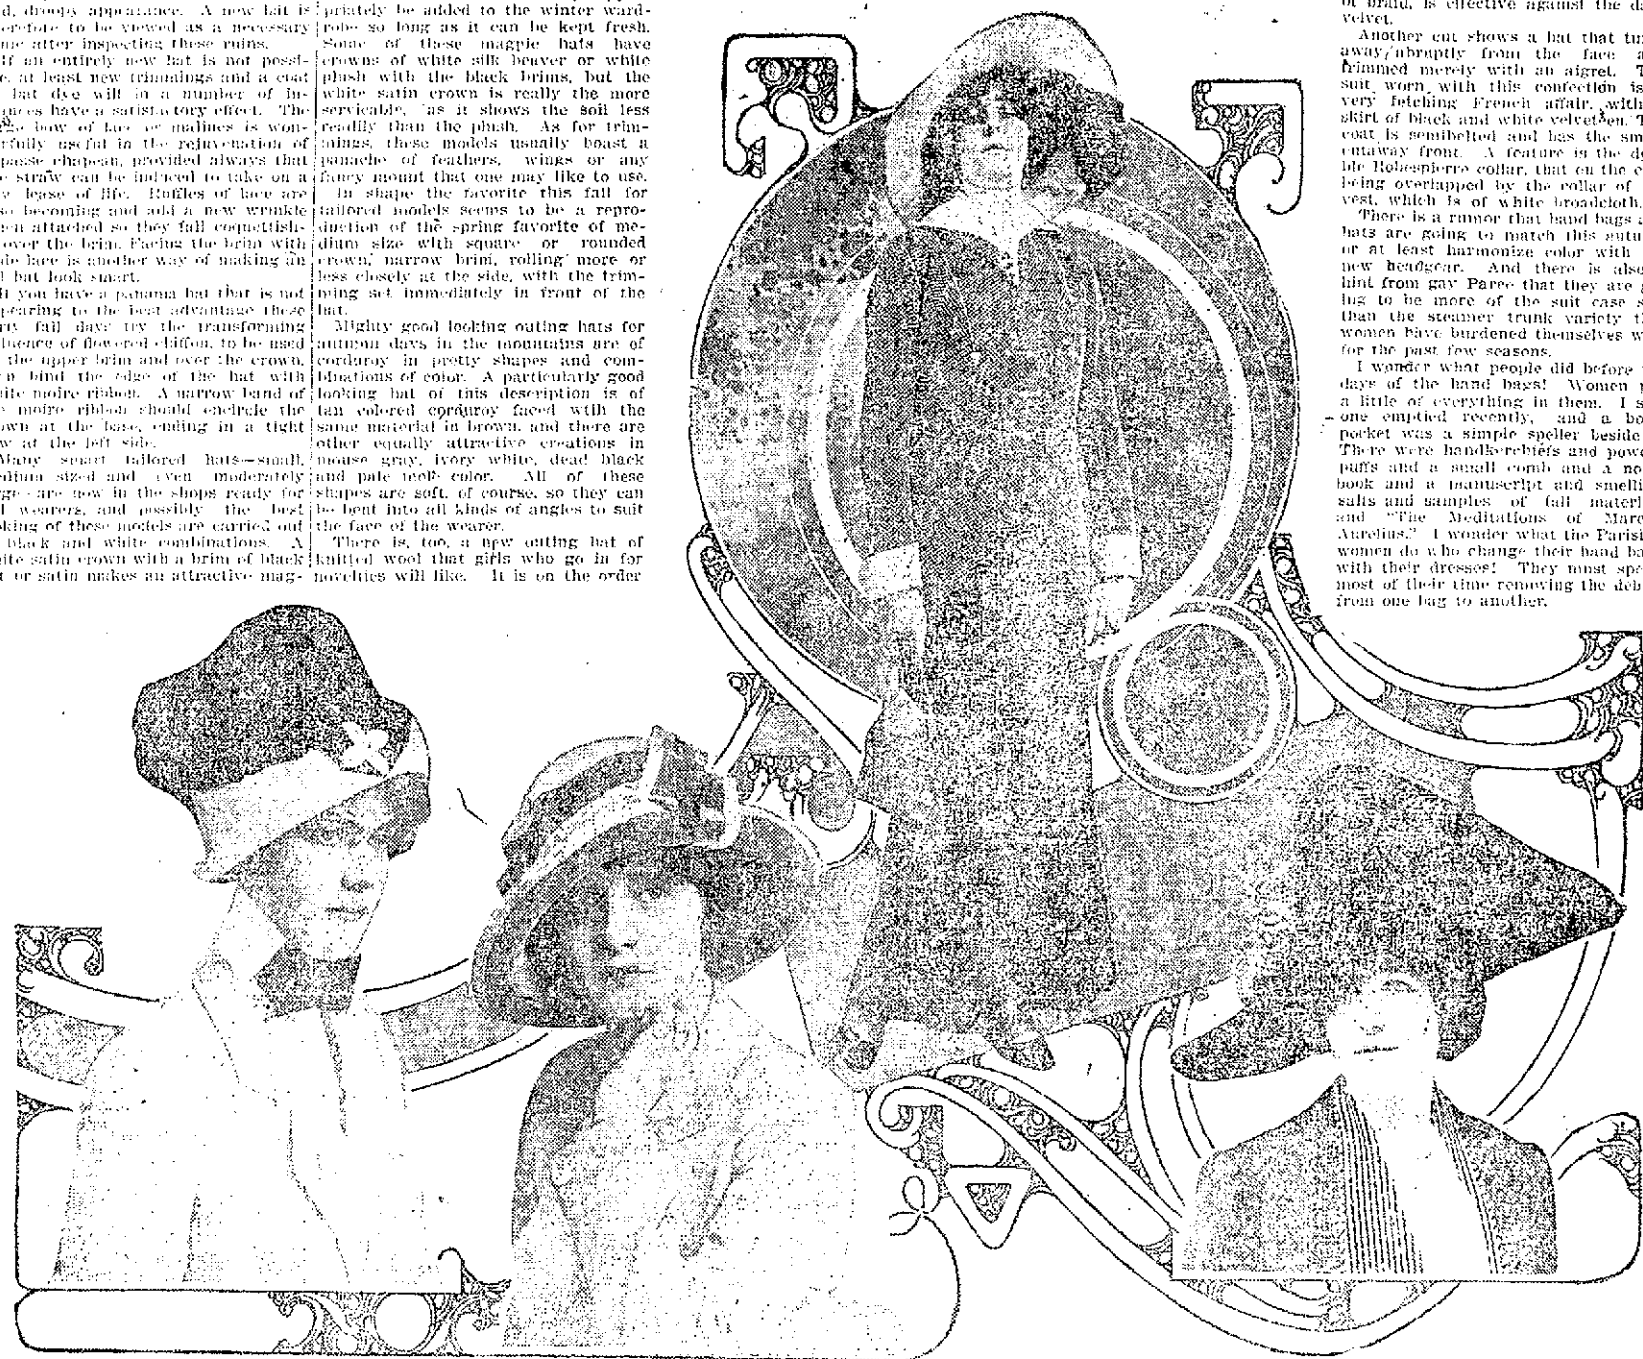 d, droopy appearance. A new hat is
erefore to be viewed as a necessary
me after inspecting these ruins.
If an entirely new hat is not possi-
e, at least new trimmings and a coat
hat dye will in a number of in-
ances have a satisfactory effect. The
bow of lace or malines is won-
rfully useful in the rejuvenation of
passe chapeau, provided always that
e straw can be induced to take on a
w lease of life. Ruffles of lace are
so becoming and add a new wrinkle
en attached so they fall coquettish-
over the brim. Facing the brim with
de lace is another way of making an
d hat look smart.
If you have a panama hat that is not
pearing to the best advantage these
rly fall days try the transforming
fluence of flowered chiffon, to be used
the upper brim and over the crown.
en bind the edge of the hat with
ite moire ribbon. A narrow band of
e moire ribbon should encircle the
own at the base, ending in a tight
w at the left side.
Many smart tailored hats—small,
edium sized and even moderately
rge—are now in the shops ready for
l wearers, and possibly the best
oking of these models are carried out
black and white combinations. A
ite satin crown with a brim of black
t or satin makes an attractive mag-
priately be added to the winter ward-
robe so long as it can be kept fresh.
Some of these magpie hats have
crowns of white silk beaver or white
plush with the black brims, but the
white satin crown is really the more
servicable, as it shows the soil less
readily than the plush. As for trim-
mings, these models usually boast a
panache of feathers, wings or any
fancy mount that one may like to use.
In shape the favorite this fall for
tailored models seems to be a repro-
duction of the spring favorite of me-
dium size with square or rounded
crown, narrow brim, rolling more or
less closely at the side, with the trim-
ming set immediately in front of the
hat.
Mighty good looking outing hats for
autumn days in the mountains are of
corduroy in pretty shapes and com-
binations of color. A particularly good
looking hat of this description is of
tan colored corduroy faced with the
same material in brown, and there are
other equally attractive creations in
mouse gray, ivory white, dead black
and pale color. All of these
shapes are soft, of course, so they can
be bent into all kinds of angles to suit
the face of the wearer.
There is, too, a new outing hat of
knitted wool that girls who go in for
novelties will like. It is on the order
of braid, is effective against the da
velvet.
Another cut shows a hat that tu
away abruptly from the face a
trimmed merely with an aigret. T
suit worn with this confection is
very fetching French affair, with
skirt of black and white velveteen. T
coat is semibelted and has the sm
cutaway front. A feature is the do
ble Robespierre collar, that on the c
being overlapped by the collar of
vest, which is of white broadcloth.
There is a rumor that hand bags a
hats are going to match this autu
or at least harmonize color with
new headgear. And there is also
hint from gay Paree that they are g
ing to be more of the suit case s
than the steamer trunk variety th
women have burdened themselves w
for the past few seasons.
I wonder what people did before
days of the hand bags! Women p
a little of everything in them. I s
one emptied recently, and a bo
pocket was a simple speller beside
There were handkerchiefs and powd
puffs and a small comb and a no
book and a manuscript and smelli
salts and samples of fall materi
and "The Meditations of Marc
Aurelius." I wonder what the Parisi
women do who change their hand ba
with their dresses! They must spe
most of their time removing the deb
from one bag to another.